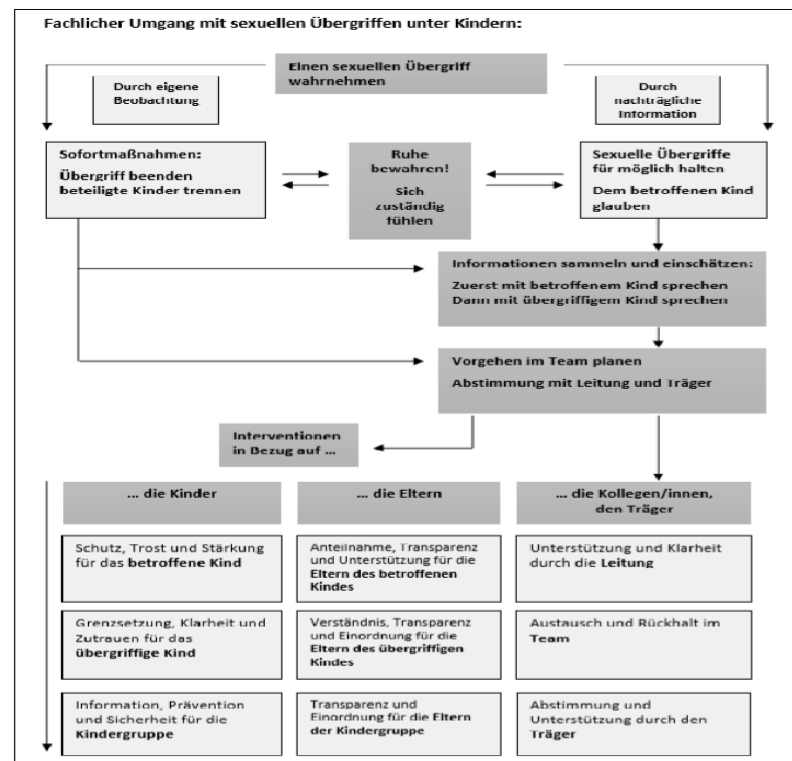 Fachlicher Umgang mit sexuellen Übergriffen unter Kindern:
Einen sexuellen Übergriff
wahrnehmen
Durch eigene
Beobachtung
Durch
nachträgliche
Information
Sofortmaßnahmen:
Übergriff beenden
beteiligte Kinder trennen
Ruhe
bewahren!
Sich
zuständig
fühlen
Sexuelle Übergriffe
für möglich halten
Dem betroffenen Kind
glauben
Informationen sammeln und einschätzen:
Zuerst mit betroffenem Kind sprechen
Dann mit übergriffigem Kind sprechen
Vorgehen im Team planen
Abstimmung mit Leitung und Träger
Interventionen
in Bezug auf ...
... die Kinder
... die Eltern
... die Kollegen/innen,
den Träger
Schutz, Trost und Stärkung
für das betroffene Kind
Anteilnahme, Transparenz
und Unterstützung für die
Eltern des betroffenen
Kindes
Unterstützung und Klarheit
durch die Leitung
Grenzsetzung, Klarheit und
Zutrauen für das
übergriffige Kind
Verständnis, Transparenz
und Einordnung für die
Eltern des übergriffigen
Kindes
Austausch und Rückhalt im
Team
Information, Prävention
und Sicherheit für die
Kindergruppe
Transparenz und
Einordnung für die Eltern
der Kindergruppe
Abstimmung und
Unterstützung durch den
Träger